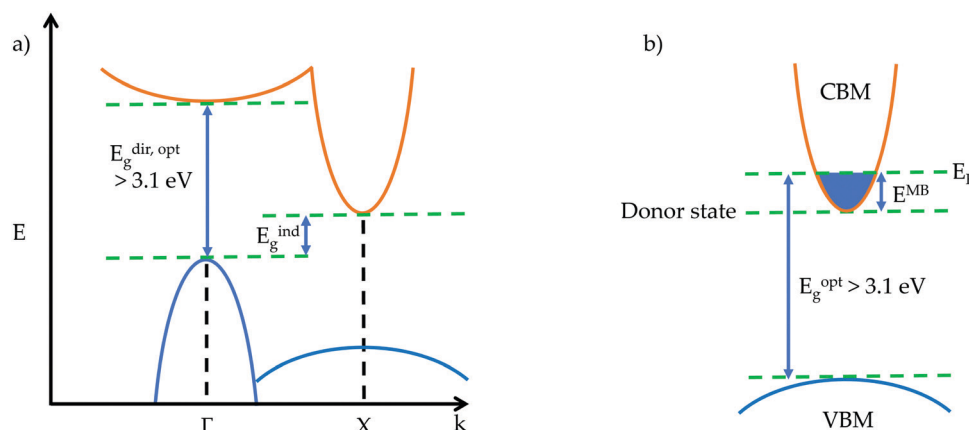 a)
E
E_g^dir, opt
> 3.1 eV
E_g^ind
Γ
X
k
b)
CBM
E^MB
Donor state
E_g^opt > 3.1 eV
VBM